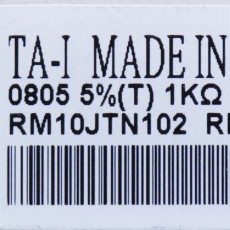 TA-I MADE IN
0805 5%(T) 1KΩ
RM10JTN102